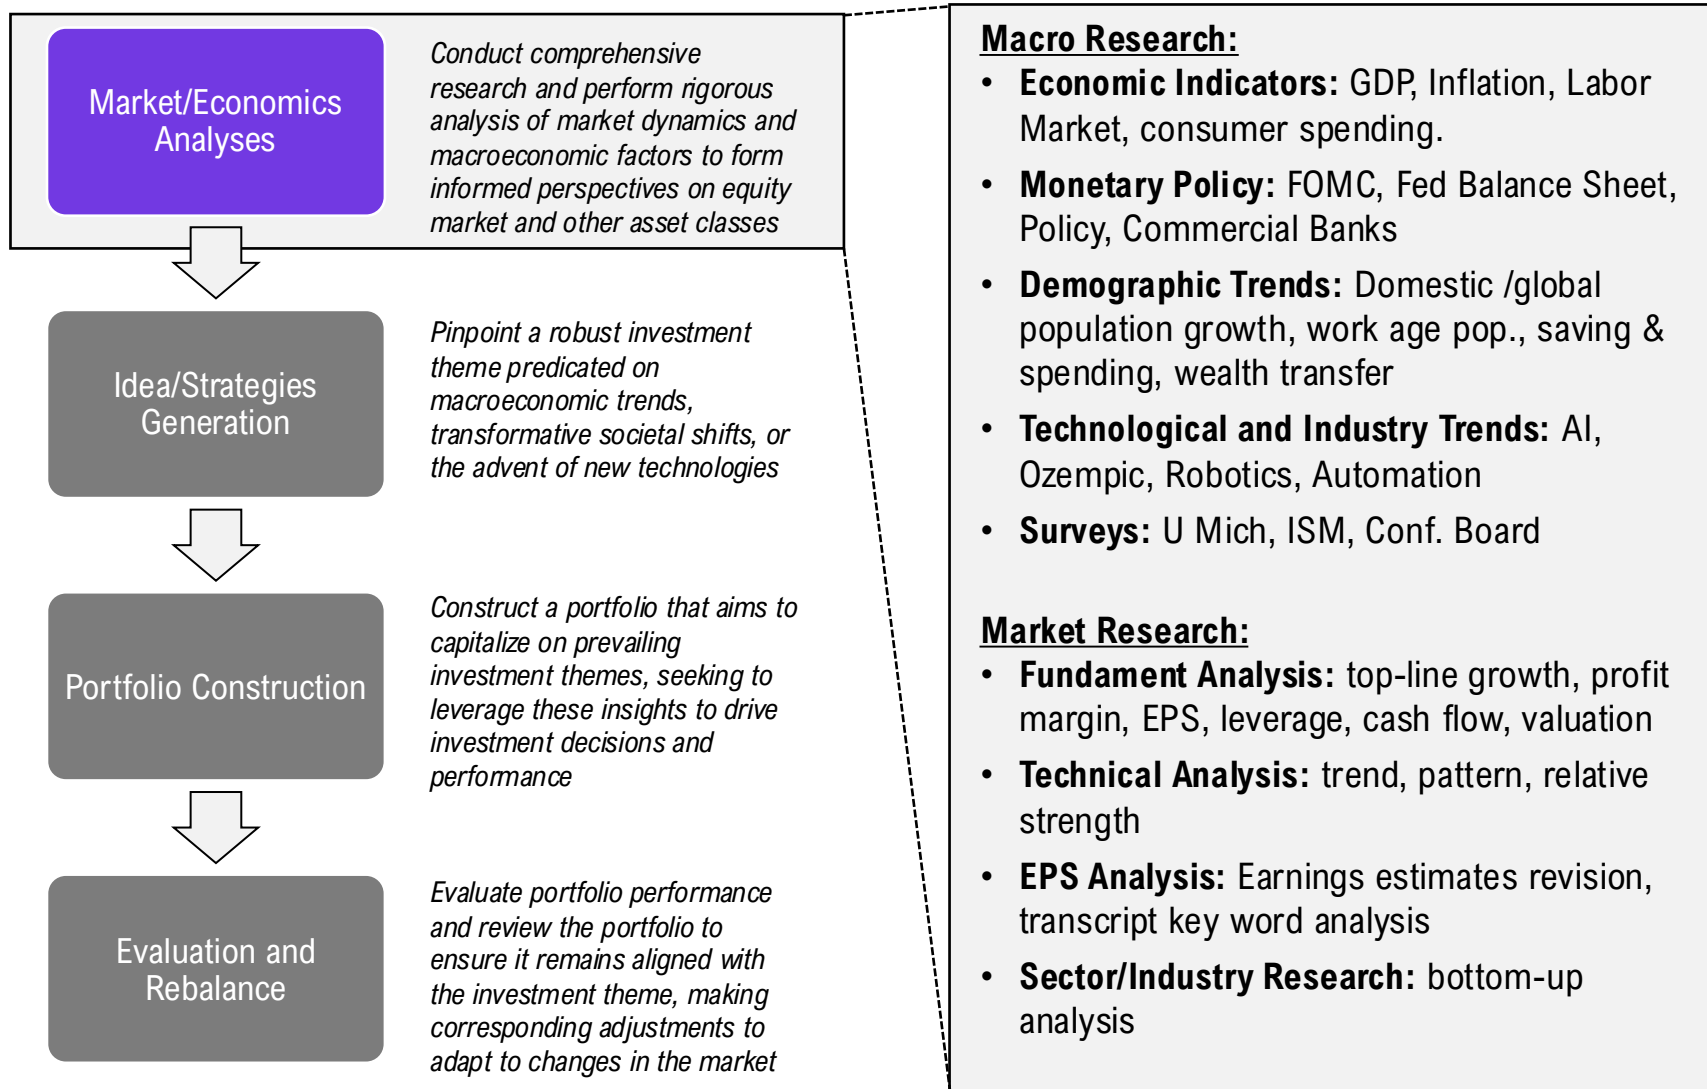 Market/Economics
Analyses
Conduct comprehensive
research and perform rigorous
analysis of market dynamics and
macroeconomic factors to form
informed perspectives on equity
market and other asset classes
Idea/Strategies
Generation
Pinpoint a robust investment
theme predicated on
macroeconomic trends,
transformative societal shifts, or
the advent of new technologies
Portfolio Construction
Construct a portfolio that aims to
capitalize on prevailing
investment themes, seeking to
leverage these insights to drive
investment decisions and
performance
Evaluation and
Rebalance
Evaluate portfolio performance
and review the portfolio to
ensure it remains aligned with
the investment theme, making
corresponding adjustments to
adapt to changes in the market
Macro Research:
• Economic Indicators: GDP, Inflation, Labor
Market, consumer spending.
• Monetary Policy: FOMC, Fed Balance Sheet,
Policy, Commercial Banks
• Demographic Trends: Domestic /global
population growth, work age pop., saving &
spending, wealth transfer
• Technological and Industry Trends: AI,
Ozempic, Robotics, Automation
• Surveys: U Mich, ISM, Conf. Board
Market Research:
• Fundament Analysis: top-line growth, profit
margin, EPS, leverage, cash flow, valuation
• Technical Analysis: trend, pattern, relative
strength
• EPS Analysis: Earnings estimates revision,
transcript key word analysis
• Sector/Industry Research: bottom-up
analysis